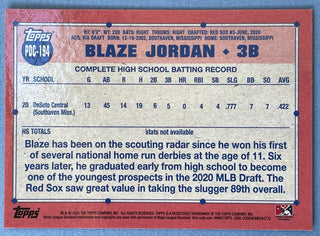 Topps
PDC-194
HT: 6'2" WT: 220 BATS: RIGHT THROWS: RIGHT DRAFTED: RED SOX #3-JUNE, 2020
ACQ: VIA DRAFT BORN: 12-19-2002, SOUTHAVEN, MISSISSIPPI HOME: SOUTHAVEN, MISSISSIPPI
BLAZE JORDAN • 3B
COMPLETE HIGH SCHOOL BATTING RECORD
YR SCHOOL G AB R H 2B 3B HR RBI SB SLG BB SO AVG
20 DeSoto Central 13 45 14 19 5 1 3 9 4 .777 7 7 .422
(Southaven Miss.)
HS TOTALS stats not available
Blaze has been on the scouting radar since he won his
first of several national home run derbies at the age of 11. Six
years later, he graduated early from high school to become
one of the youngest prospects in the 2020 MLB Draft. The
Red Sox saw great value in taking the slugger 89th overall.
Topps